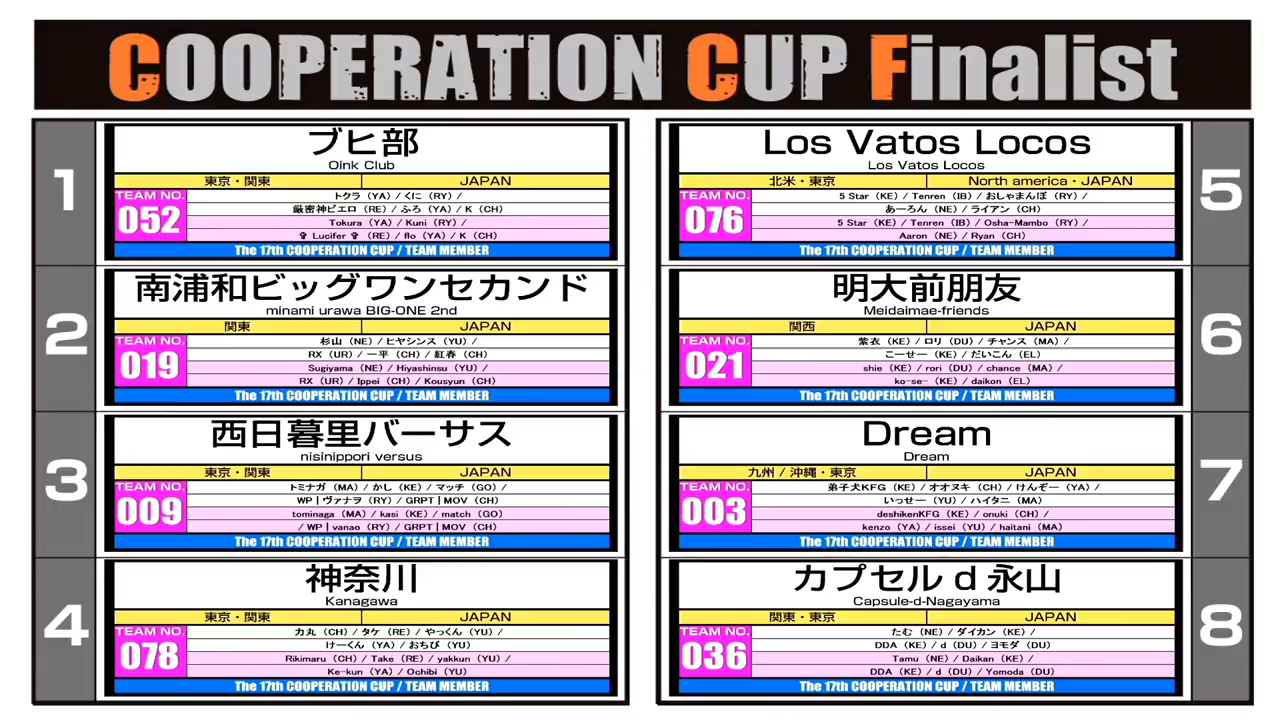 COOPERATION CUP Finalist
1
ブヒ部
Oink Club
東京・関東 JAPAN
TEAM NO.
052
トクラ（YA）/ くに（RY）/
厳密神ピエロ（RE）/ ふろ（YA）/ K（CH）
Tokura（YA）/ Kuni（RY）/
✞ Lucifer ✞（RE）/ flo（YA）/ K（CH）
The 17th COOPERATION CUP / TEAM MEMBER
2
南浦和ビッグワンセカンド
minami urawa BIG-ONE 2nd
関東 JAPAN
TEAM NO.
019
杉山（NE）/ ヒヤシンス（YU）/
RX（UR）/ 一平（CH）/ 紅春（CH）
Sugiyama（NE）/ Hiyashinsu（YU）/
RX（UR）/ Ippei（CH）/ Kousyun（CH）
The 17th COOPERATION CUP / TEAM MEMBER
3
西日暮里バーサス
nisinippori versus
東京・関東 JAPAN
TEAM NO.
009
トミナガ（MA）/ かし（KE）/ マッチ（GO）/
WP | ヴァナヲ（RY）/ GRPT | MOV（CH）
tominaga（MA）/ kasi（KE）/ match（GO）
/ WP | vanao（RY）/ GRPT | MOV（CH）
The 17th COOPERATION CUP / TEAM MEMBER
4
神奈川
Kanagawa
東京・関東 JAPAN
TEAM NO.
078
力丸（CH）/ タケ（RE）/ やっくん（YU）/
けーくん（YA）/ おちび（YU）
Rikimaru（CH）/ Take（RE）/ yakkun（YU）/
Ke-kun（YA）/ Ochibi（YU）
The 17th COOPERATION CUP / TEAM MEMBER
5
Los Vatos Locos
Los Vatos Locos
北米・東京 North america・JAPAN
TEAM NO.
076
5 Star（KE）/ Tenren（IB）/ おしゃまんぼ（RY）/
あーろん（NE）/ ライアン（CH）
5 Star（KE）/ Tenren（IB）/ Osha-Mambo（RY）/
Aaron（NE）/ Ryan（CH）
The 17th COOPERATION CUP / TEAM MEMBER
6
明大前朋友
Meidaimae-friends
関西 JAPAN
TEAM NO.
021
紫衣（KE）/ ロリ（DU）/ チャンス（MA）/
こーせー（KE）/ だいこん（EL）
shie（KE）/ rori（DU）/ chance（MA）/
ko-se-（KE）/ daikon（EL）
The 17th COOPERATION CUP / TEAM MEMBER
7
Dream
Dream
九州 / 沖縄・東京 JAPAN
TEAM NO.
003
弟子犬KFG（KE）/ オオヌキ（CH）/ けんぞー（YA）/
いっせー（YU）/ ハイタニ（MA）
deshikenKFG（KE）/ onuki（CH）/
kenzo（YA）/ issei（YU）/ haitani（MA）
The 17th COOPERATION CUP / TEAM MEMBER
8
カプセル d 永山
Capsule-d-Nagayama
関東・東京 JAPAN
TEAM NO.
036
たむ（NE）/ ダイカン（KE）/
DDA（KE）/ d（DU）/ ヨモダ（DU）
Tamu（NE）/ Daikan（KE）/
DDA（KE）/ d（DU）/ Yomoda（DU）
The 17th COOPERATION CUP / TEAM MEMBER